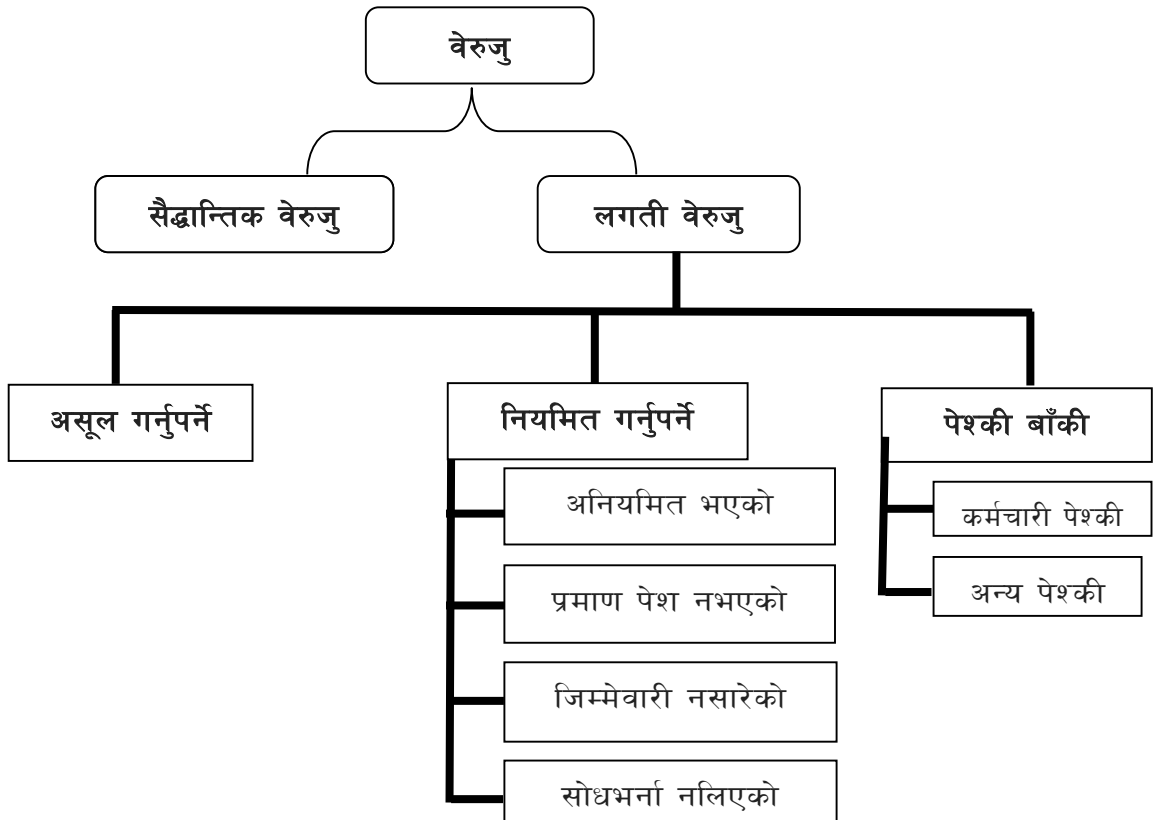 वेरुजु
सैद्धान्तिक वेरुजु
लगती वेरुजु
असूल गर्नुपर्ने
नियमित गर्नुपर्ने
पेश्की बाँकी
अनियमित भएको
प्रमाण पेश नभएको
जिम्मेवारी नसारेको
सोधभर्ना नलिएको
कर्मचारी पेश्की
अन्य पेश्की